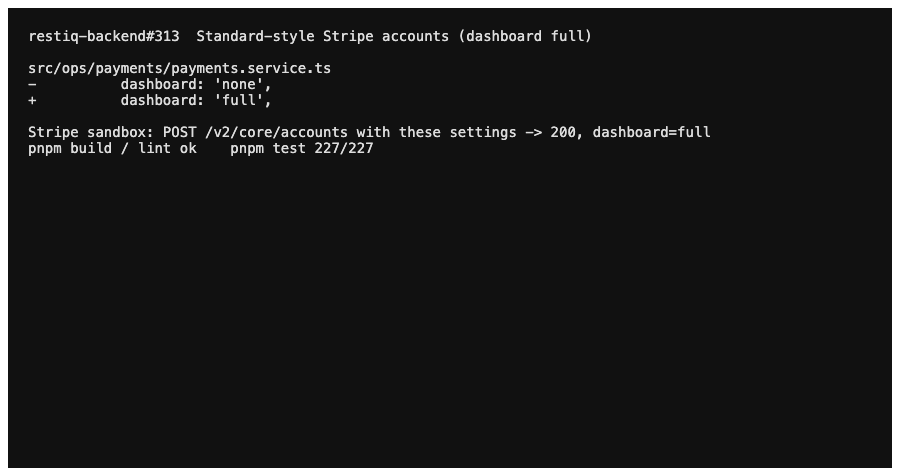 restiq-backend#313  Standard-style Stripe accounts (dashboard full)
src/ops/payments/payments.service.ts
-          dashboard: 'none',
+          dashboard: 'full',
Stripe sandbox: POST /v2/core/accounts with these settings -> 200, dashboard=full
pnpm build / lint ok    pnpm test 227/227